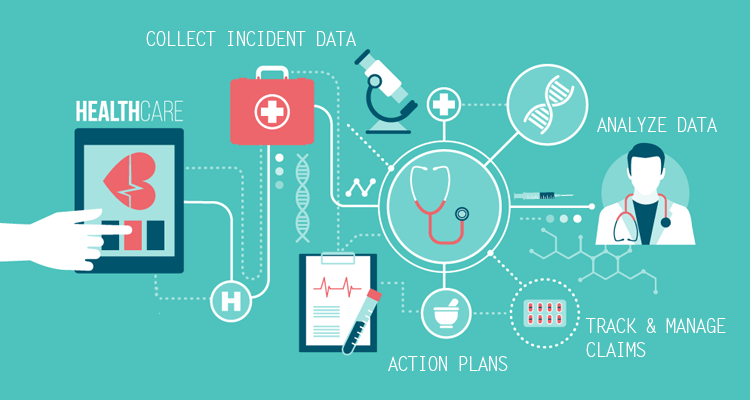 COLLECT INCIDENT DATA
HEALTHCARE
ANALYZE DATA
H
TRACK & MANAGE
CLAIMS
ACTION PLANS